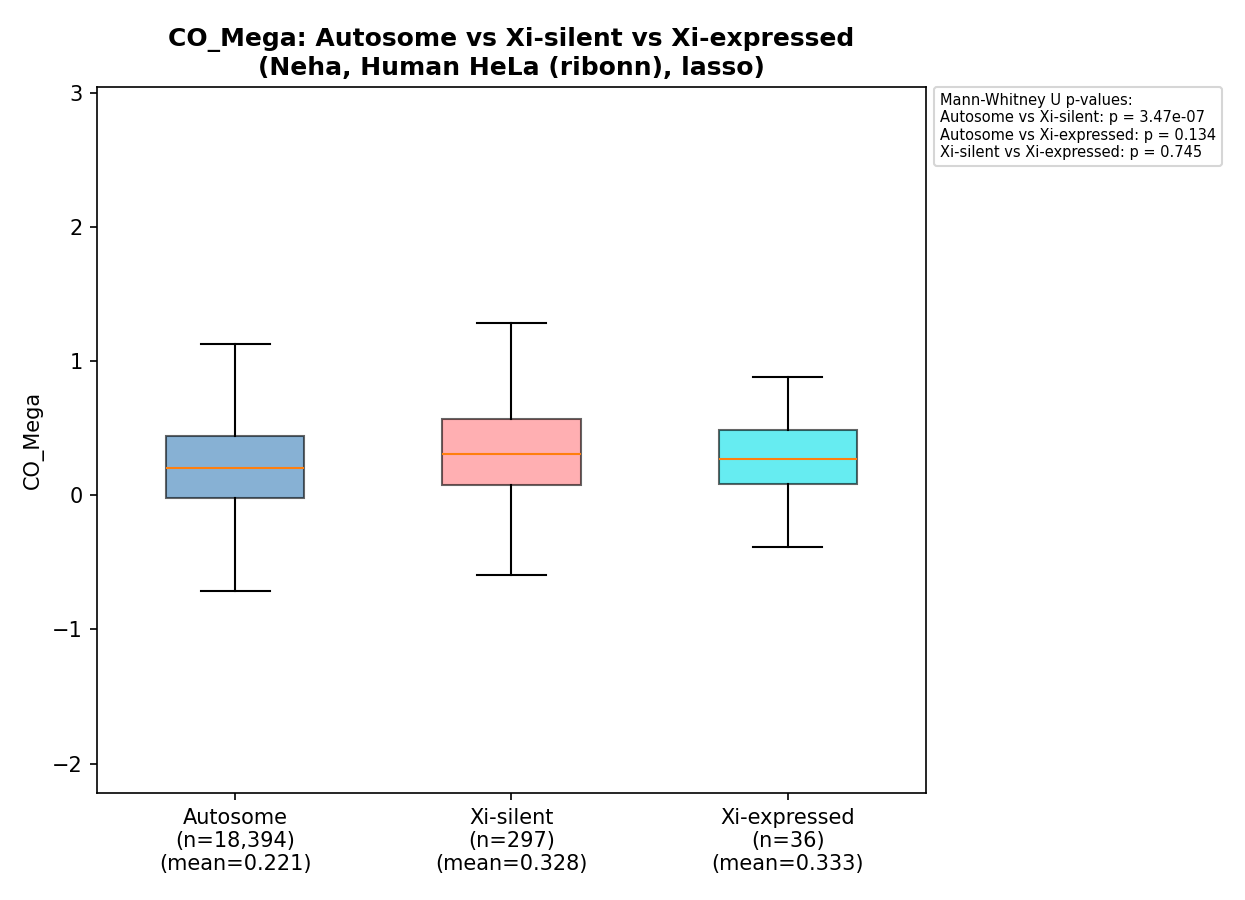 CO_Mega: Autosome vs Xi-silent vs Xi-expressed
(Neha, Human HeLa (ribonn), lasso)
Mann-Whitney U p-values:
Autosome vs Xi-silent: p = 3.47e-07
Autosome vs Xi-expressed: p = 0.134
Xi-silent vs Xi-expressed: p = 0.745
CO_Mega
3
2
1
0
−1
−2
Autosome
(n=18,394)
(mean=0.221)
Xi-silent
(n=297)
(mean=0.328)
Xi-expressed
(n=36)
(mean=0.333)